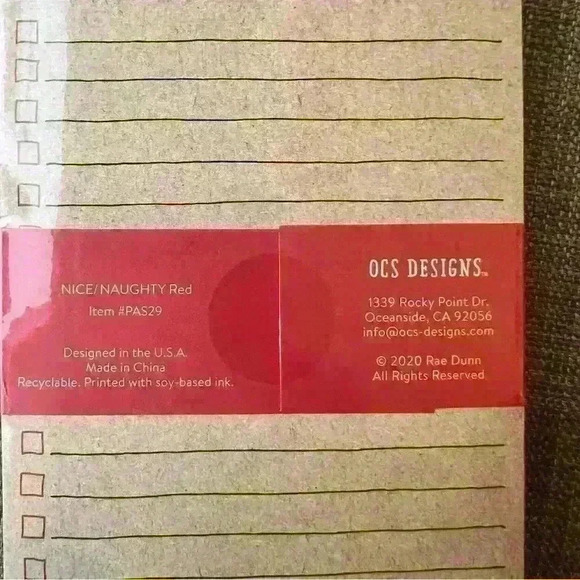 NICE/NAUGHTY Red
Item #PAS29
Designed in the U.S.A.
Made in China
Recyclable. Printed with soy-based ink.
OCS DESIGNS™
1339 Rocky Point Dr.
Oceanside, CA 92056
info@ocs-designs.com
© 2020 Rae Dunn
All Rights Reserved